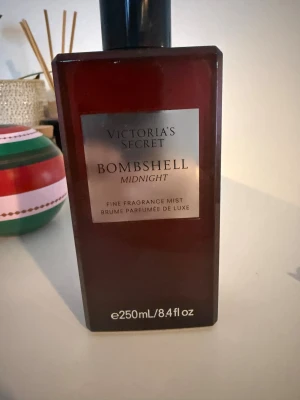 VICTORIA'S
SECRET
BOMBSHELL
MIDNIGHT
FINE FRAGRANCE MIST
BRUME PARFUMÉE DE LUXE
℮250mL/8.4fl oz